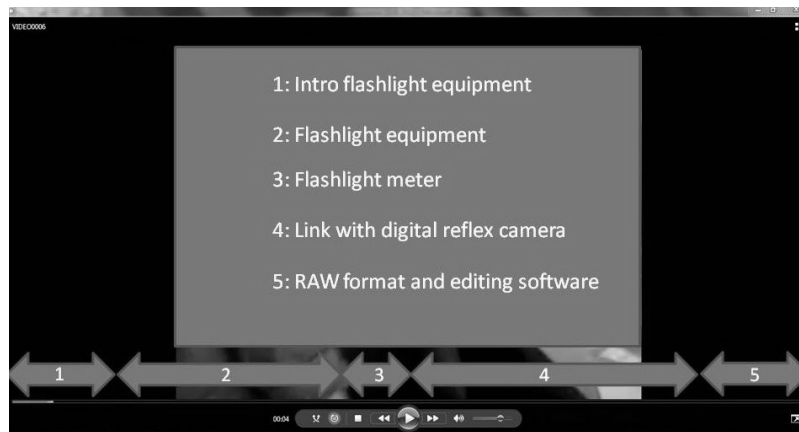 VIDEO0006
1: Intro flashlight equipment
2: Flashlight equipment
3: Flashlight meter
4: Link with digital reflex camera
5: RAW format and editing software
1 2 3 4 5
00:04